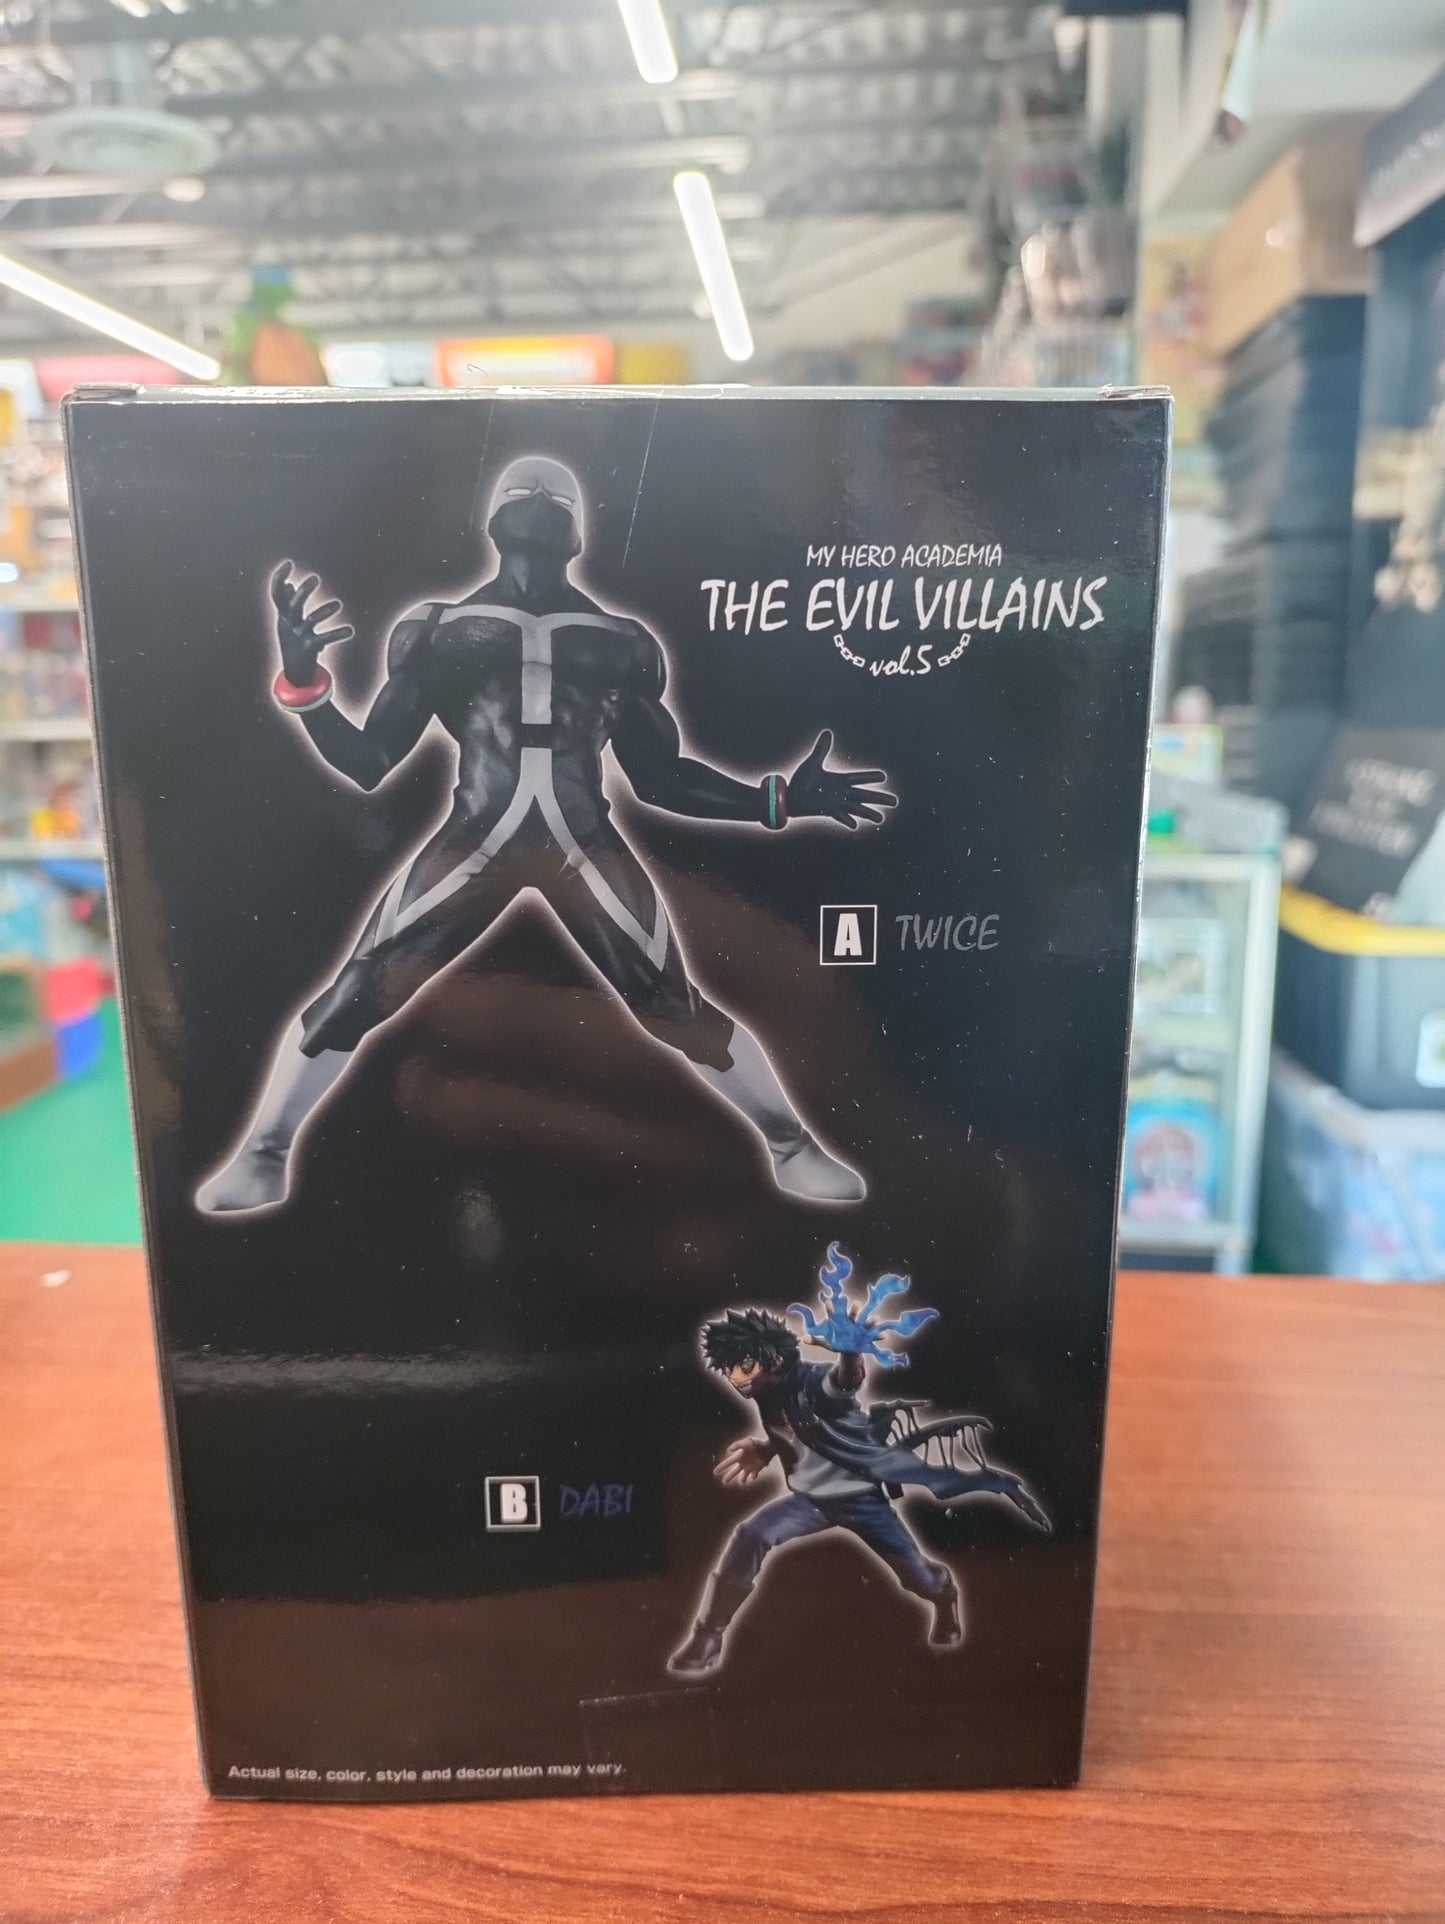 MY HERO ACADEMIA
THE EVIL VILLAINS
vol.5
A TWICE
B DABI
Actual size, color, style and decoration may vary.